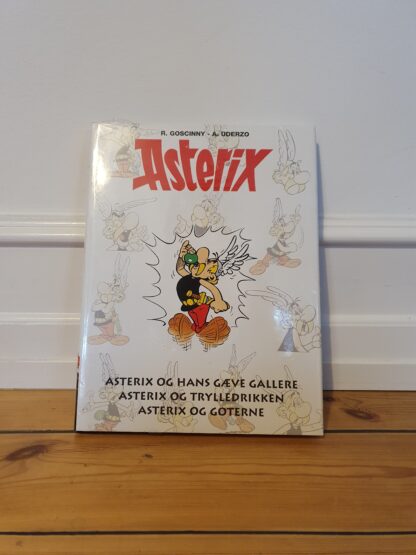 R. GOSCINNY - A. UDERZO
Asterix
ASTERIX OG HANS GÆVE GALLERE
ASTERIX OG TRYLLEDRIKKEN
ASTERIX OG GOTERNE